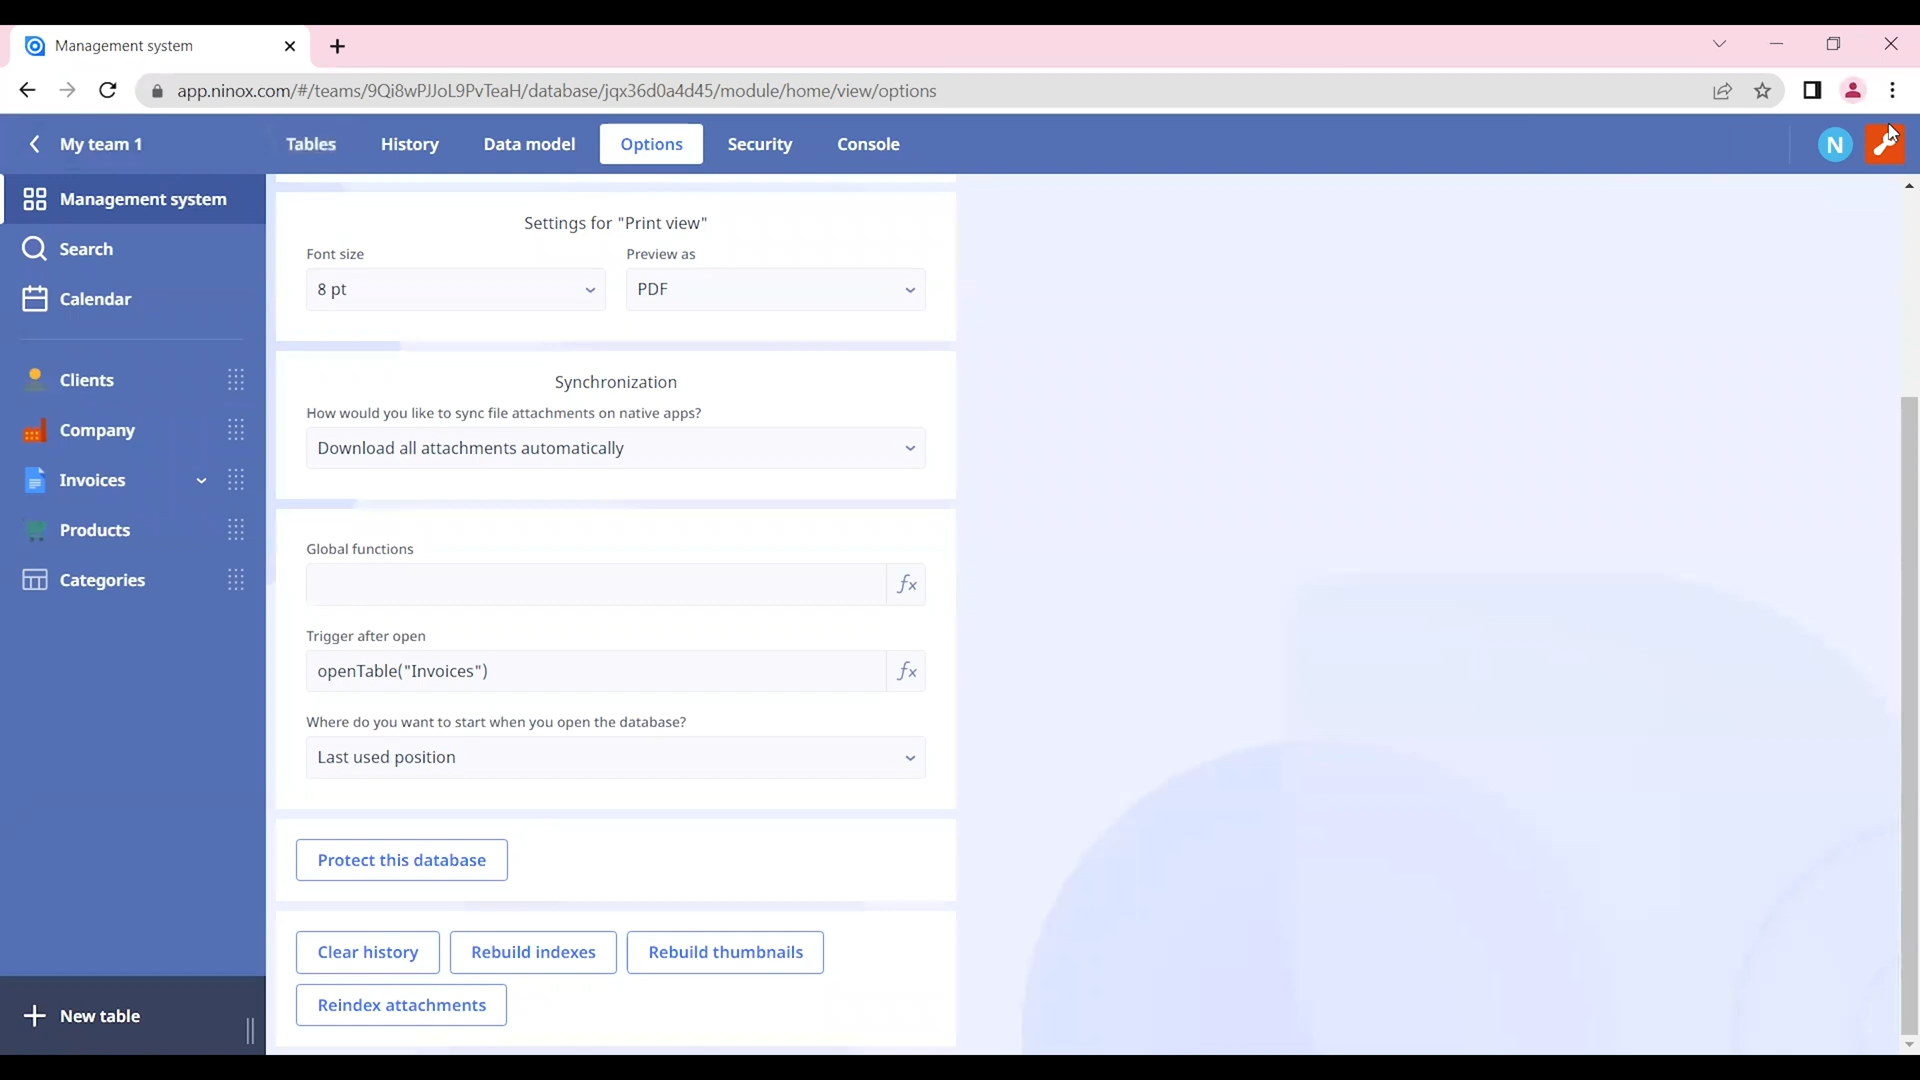 Management system
app.ninox.com/#/teams/9Qi8wPJJoL9PvTeaH/database/jqx36d0a4d45/module/home/view/options
My team 1
Tables
History
Data model
Options
Security
Console
N
Management system
Search
Calendar
Clients
Company
Invoices
Products
Categories
New table
Settings for "Print view"
Font size
Preview as
8 pt
PDF
Synchronization
How would you like to sync file attachments on native apps?
Download all attachments automatically
Global functions
fx
Trigger after open
openTable("Invoices")
fx
Where do you want to start when you open the database?
Last used position
Protect this database
Clear history
Rebuild indexes
Rebuild thumbnails
Reindex attachments